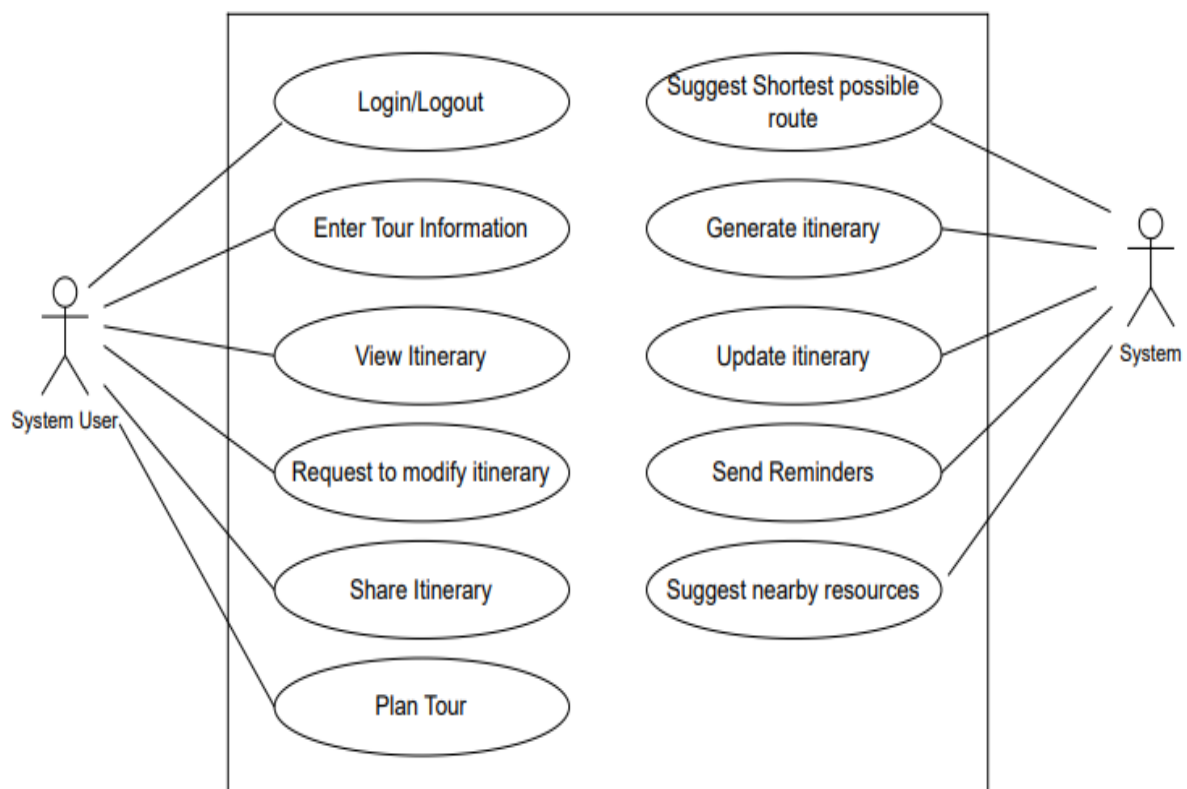 Login/Logout
Suggest Shortest possible
route
Enter Tour Information
Generate itinerary
View Itinerary
Update itinerary
System
System User
Request to modify itinerary
Send Reminders
Share Itinerary
Suggest nearby resources
Plan Tour